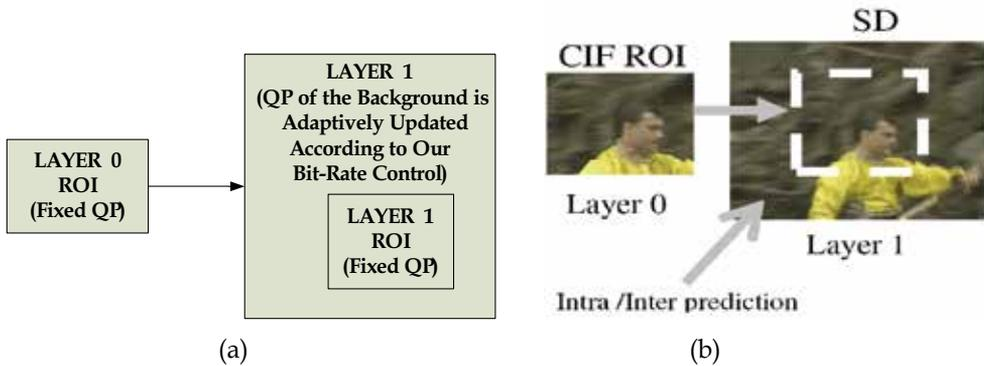 LAYER 0
ROI
(Fixed QP)
LAYER 1
(QP of the Background is
Adaptively Updated
According to Our
Bit-Rate Control)
LAYER 1
ROI
(Fixed QP)
(a)
CIF ROI
SD
Layer 0
Layer 1
Intra /Inter prediction
(b)